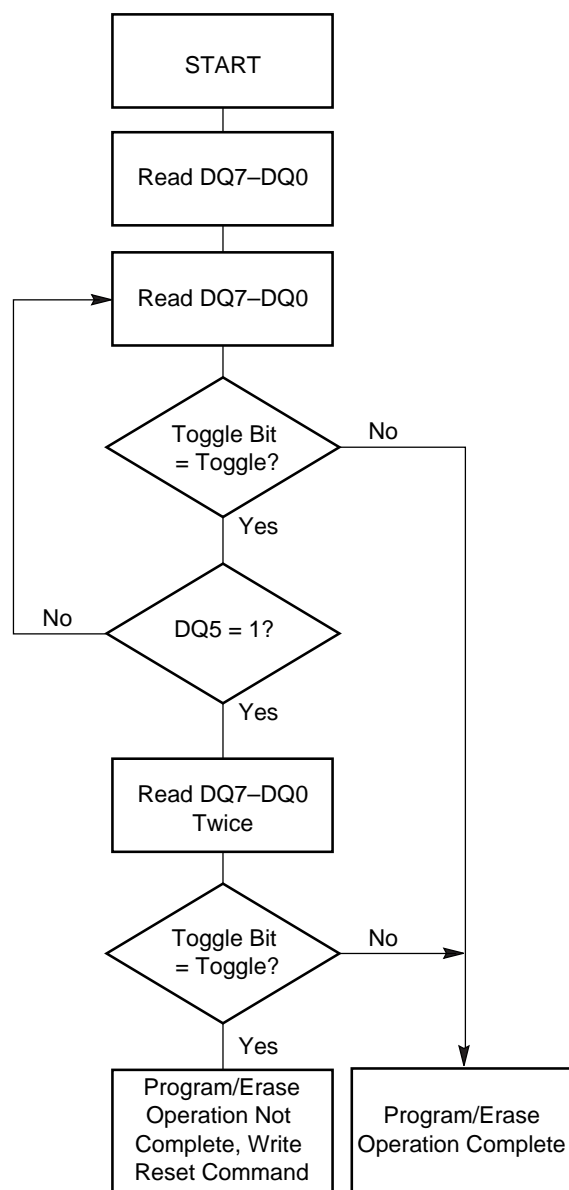 START
Read DQ7–DQ0
Read DQ7–DQ0
Toggle Bit
= Toggle?
No
Yes
No
DQ5 = 1?
Yes
Read DQ7–DQ0
Twice
Toggle Bit
= Toggle?
No
Yes
Program/Erase
Operation Not
Complete, Write
Reset Command
Program/Erase
Operation Complete